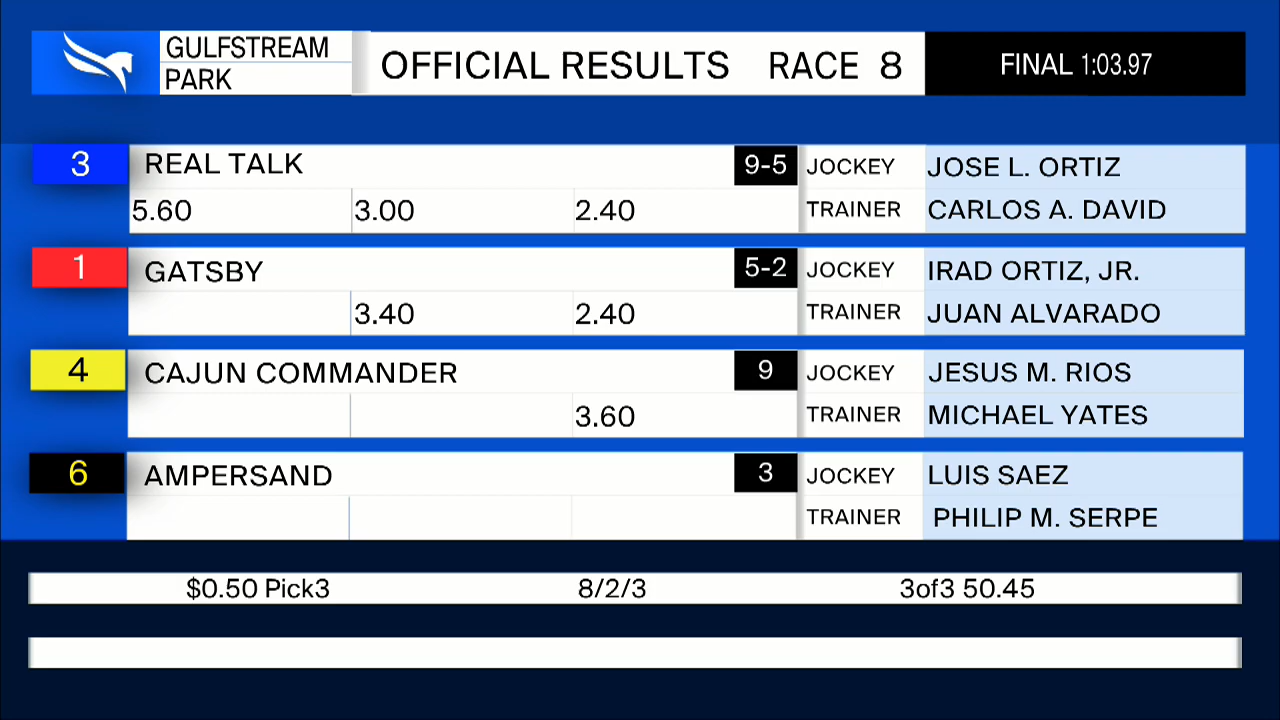 GULFSTREAM
PARK
OFFICIAL RESULTS RACE 8
FINAL 1:03.97
3 REAL TALK 9-5 JOCKEY JOSE L. ORTIZ
5.60 3.00 2.40 TRAINER CARLOS A. DAVID
1 GATSBY 5-2 JOCKEY IRAD ORTIZ, JR.
3.40 2.40 TRAINER JUAN ALVARADO
4 CAJUN COMMANDER 9 JOCKEY JESUS M. RIOS
3.60 TRAINER MICHAEL YATES
6 AMPERSAND 3 JOCKEY LUIS SAEZ
TRAINER PHILIP M. SERPE
$0.50 Pick3 8/2/3 3of3 50.45